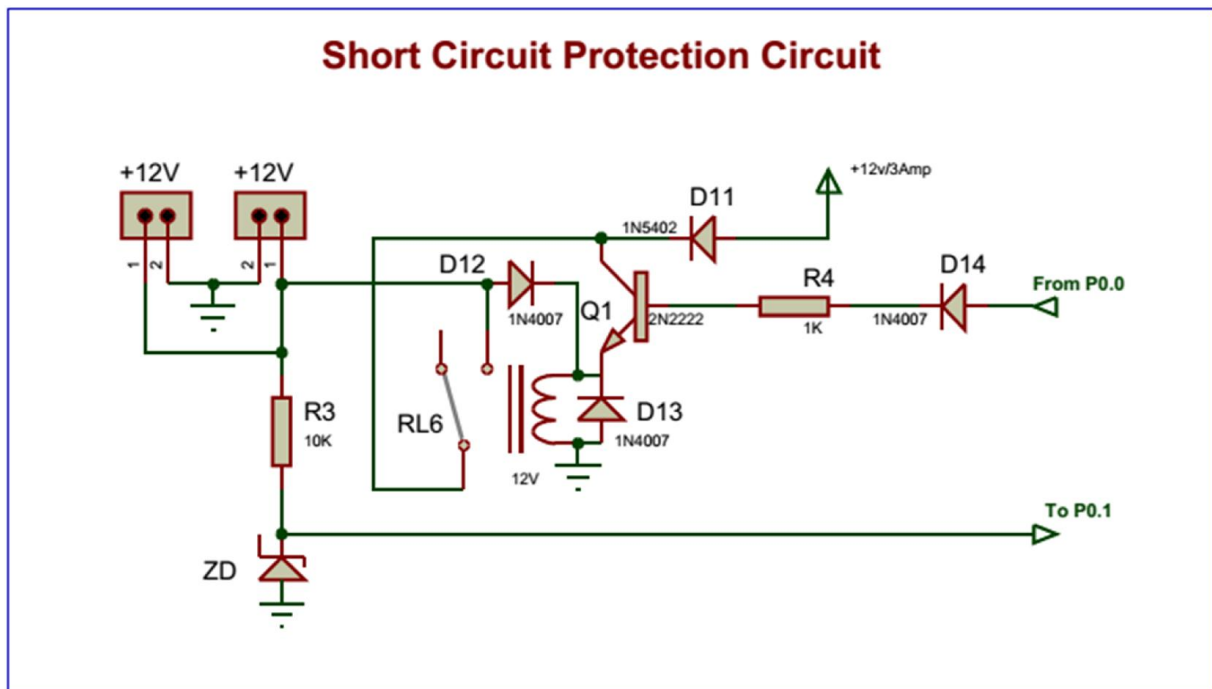 Short Circuit Protection Circuit
+12V
+12V
+12v/3Amp
D11
1N5402
1
2
2
1
D12
1N4007
Q1
2N2222
R4
1K
D14
1N4007
From P0.0
R3
10K
RL6
12V
D13
1N4007
To P0.1
ZD